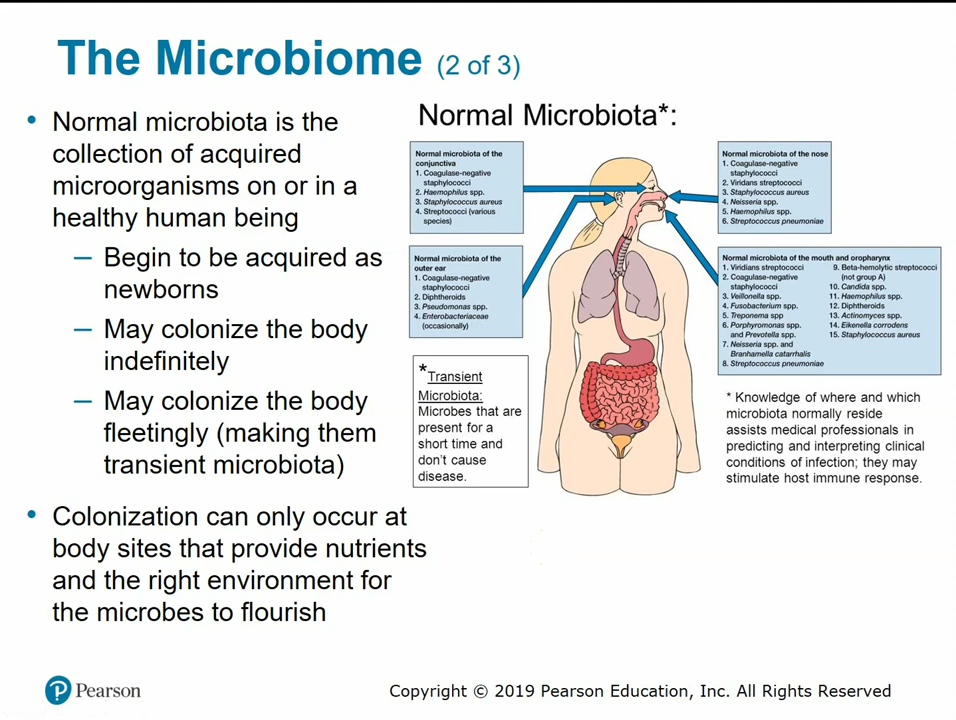 The Microbiome (2 of 3)
• Normal microbiota is the
collection of acquired
microorganisms on or in a
healthy human being
– Begin to be acquired as
newborns
– May colonize the body
indefinitely
– May colonize the body
fleetingly (making them
transient microbiota)
• Colonization can only occur at
body sites that provide nutrients
and the right environment for
the microbes to flourish
Normal Microbiota*:
Normal microbiota of the
conjunctiva
1. Coagulase-negative
staphylococci
2. Haemophilus spp.
3. Staphylococcus aureus
4. Streptococci (various
species)
Normal microbiota of the
outer ear
1. Coagulase-negative
staphylococci
2. Diphtheroids
3. Pseudomonas spp.
4. Enterobacteriaceae
(occasionally)
*Transient
Microbiota:
Microbes that are
present for a
short time and
don't cause
disease.
Normal microbiota of the nose
1. Coagulase-negative
staphylococci
2. Viridans streptococci
3. Staphylococcus aureus
4. Neisseria spp.
5. Haemophilus spp.
6. Streptococcus pneumoniae
Normal microbiota of the mouth and oropharynx
1. Viridans streptococci
2. Coagulase-negative
staphylococci
3. Veillonella spp.
4. Fusobacterium spp.
5. Treponema spp
6. Porphyromonas spp.
and Prevotella spp.
7. Neisseria spp. and
Branhamella catarrhalis
8. Streptococcus pneumoniae
9. Beta-hemolytic streptococci
(not group A)
10. Candida spp.
11. Haemophilus spp.
12. Diphtheroids
13. Actinomyces spp.
14. Eikenella corrodens
15. Staphylococcus aureus
* Knowledge of where and which
microbiota normally reside
assists medical professionals in
predicting and interpreting clinical
conditions of infection; they may
stimulate host immune response.
P Pearson
Copyright © 2019 Pearson Education, Inc. All Rights Reserved